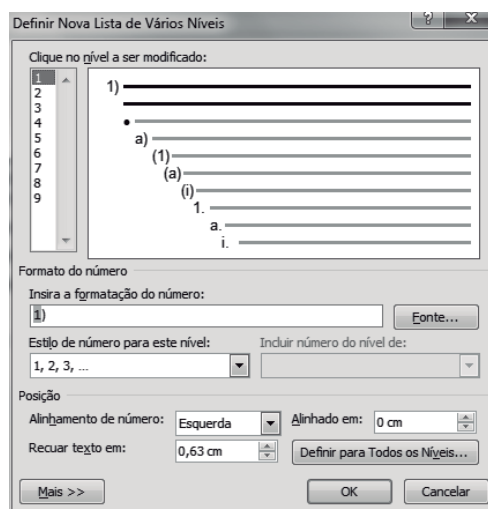 Definir Nova Lista de Vários Níveis
Clique no nível a ser modificado:
1
2
3
4
5
6
7
8
9
1)
•
a)
(1)
(a)
(i)
1.
a.
i.
Formato do número
Insira a formatação do número:
1)
Fonte...
Estilo de número para este nível:
Incluir número do nível de:
1, 2, 3, ...
Posição
Alinhamento de número: Esquerda Alinhado em: 0 cm
Recuar texto em: 0,63 cm Definir para Todos os Níveis...
Mais >> OK Cancelar